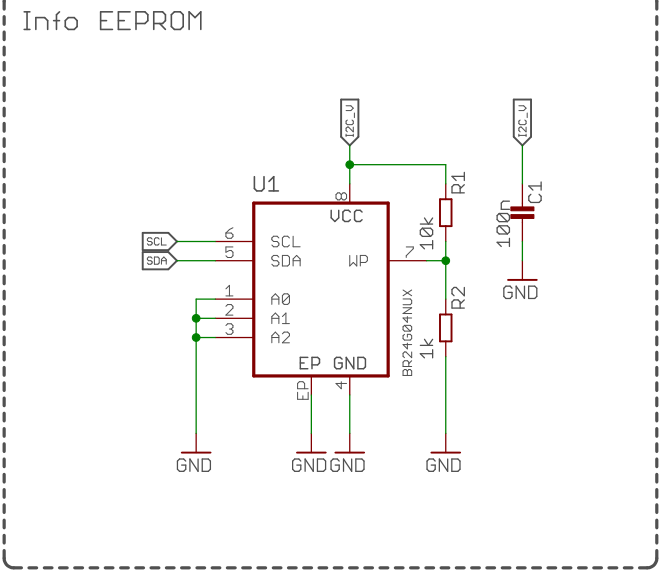 Info EEPROM
I2C_V
I2C_V
U1
8
VCC
R1
10k
C1
100n
SCL
6
SCL
SDA
5
SDA
WP
7
GND
1
A0
2
A1
3
A2
BR24G04NUX
R2
1k
EP
GND
EP
4
GND
GND
GND
GND